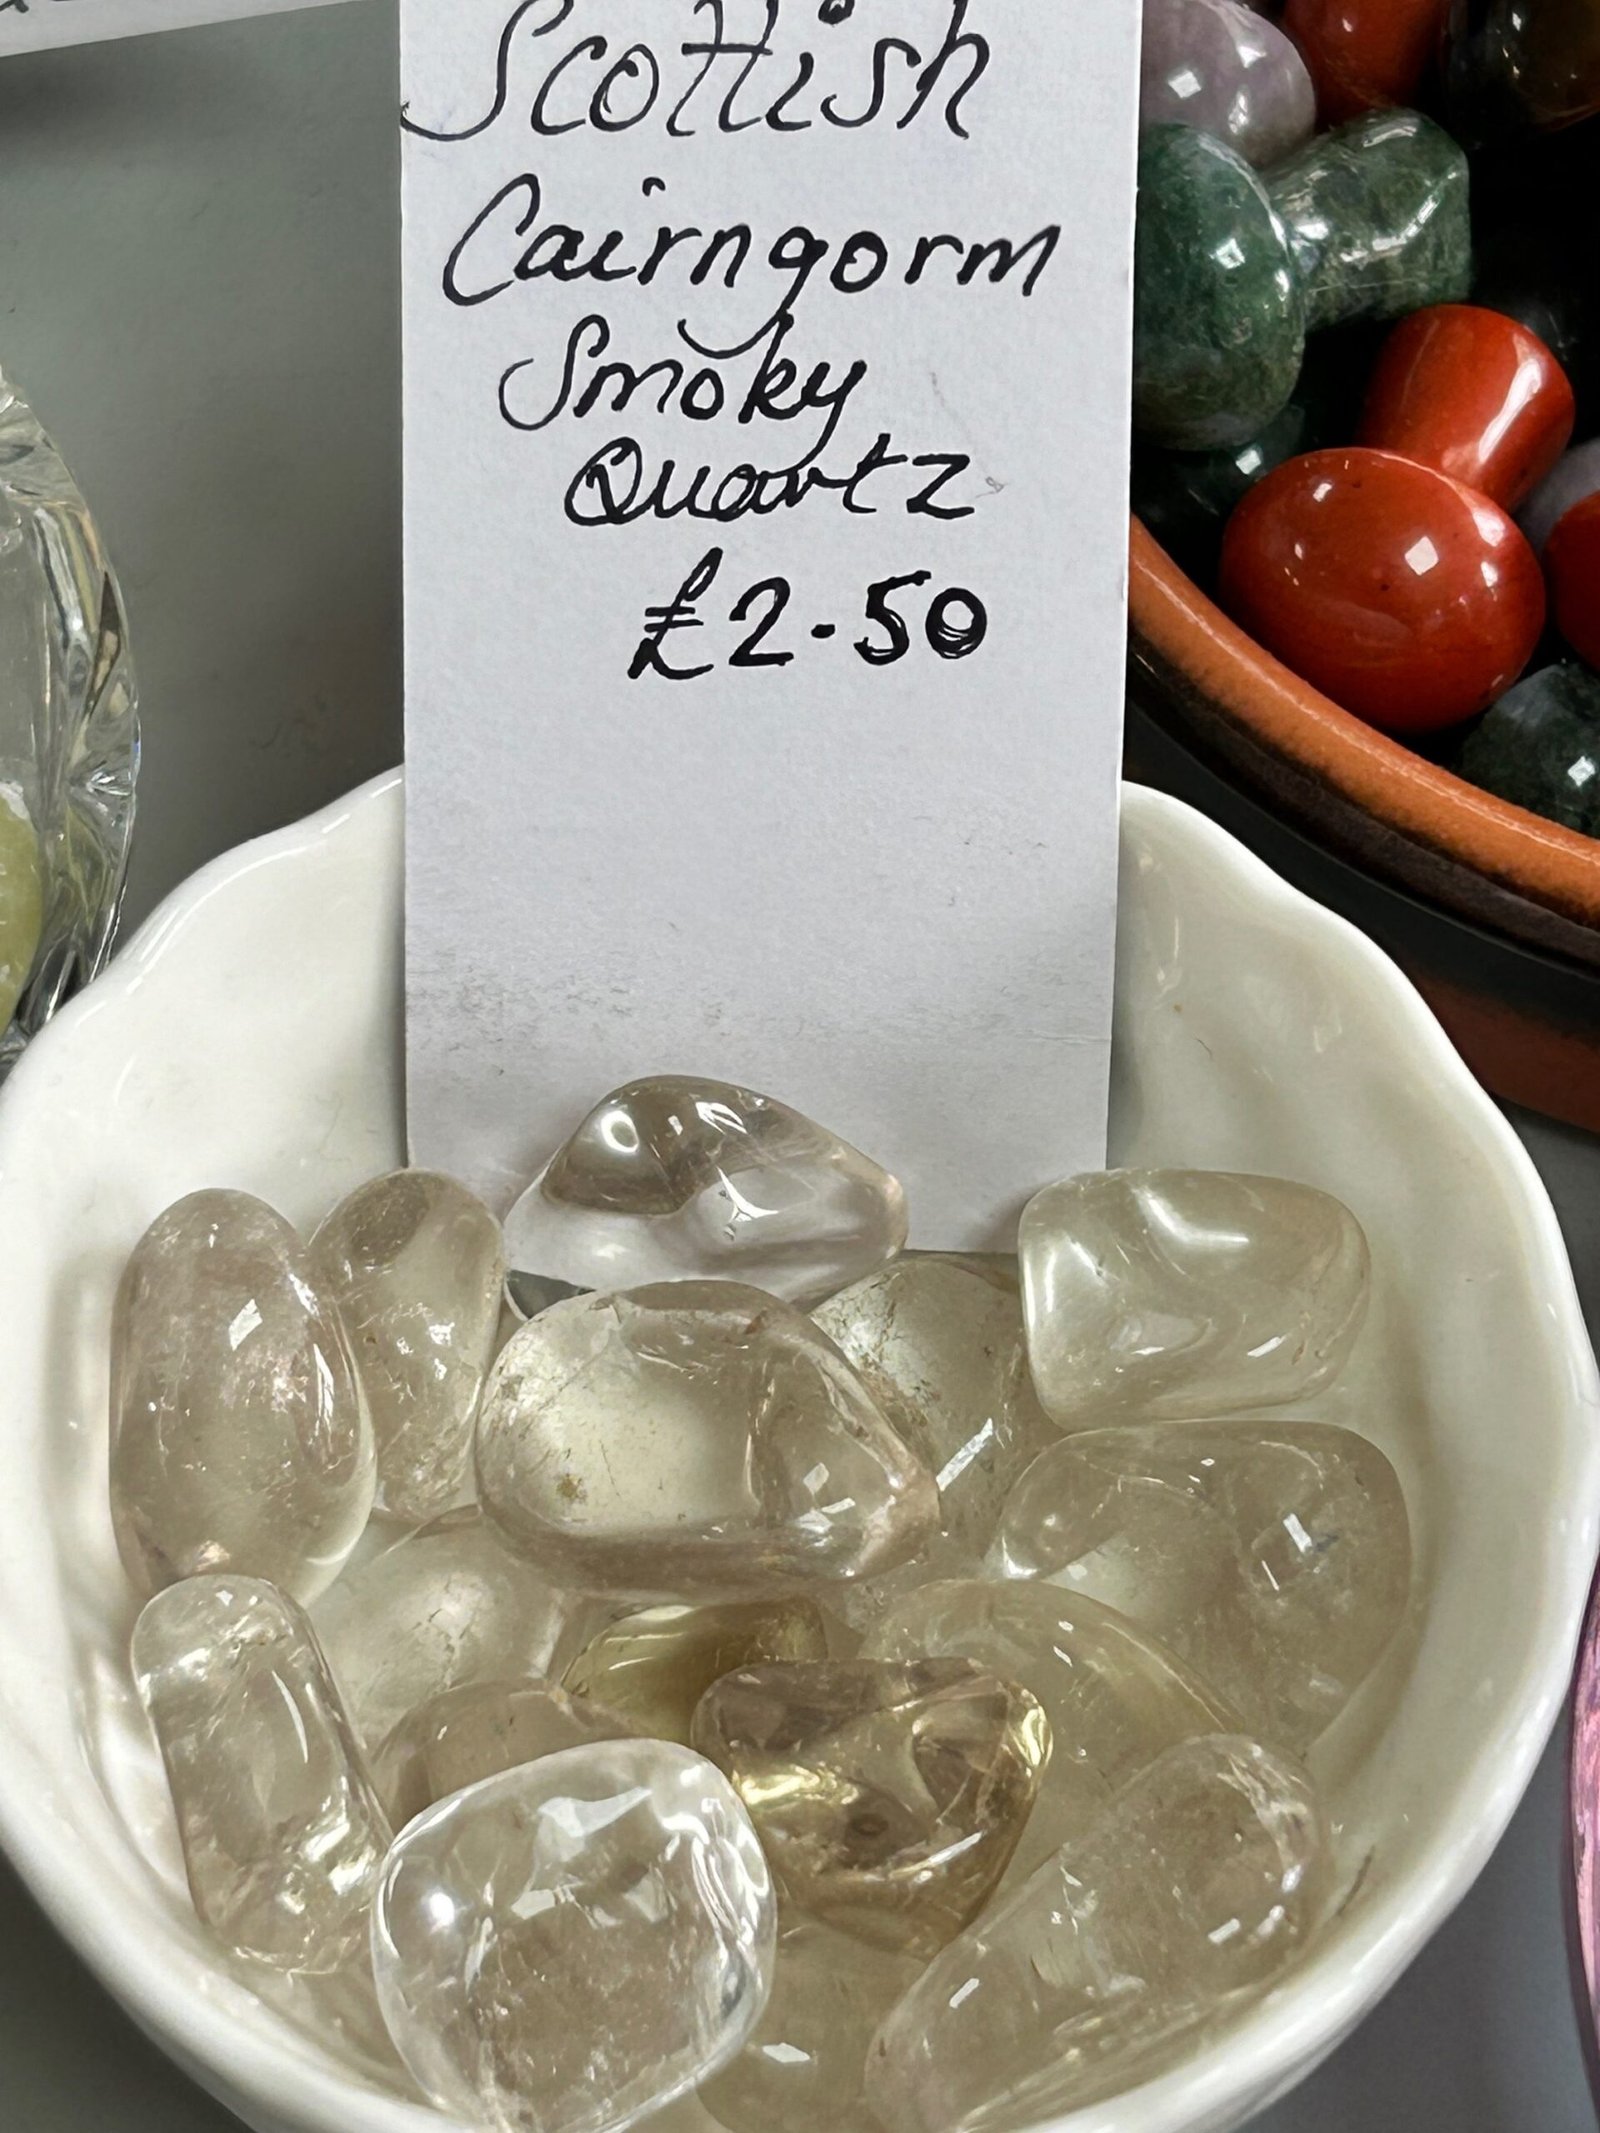 Scottish
Cairngorm
Smoky
Quartz
£2.50